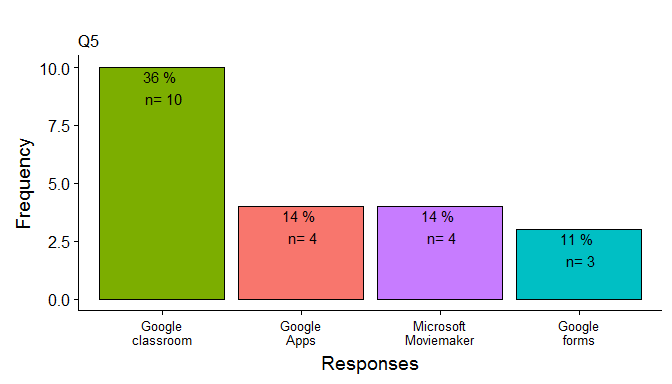 Q5
Frequency
10.0
7.5
5.0
2.5
0.0
36 %
n= 10
14 %
n= 4
14 %
n= 4
11 %
n= 3
Google
classroom
Google
Apps
Microsoft
Moviemaker
Google
forms
Responses